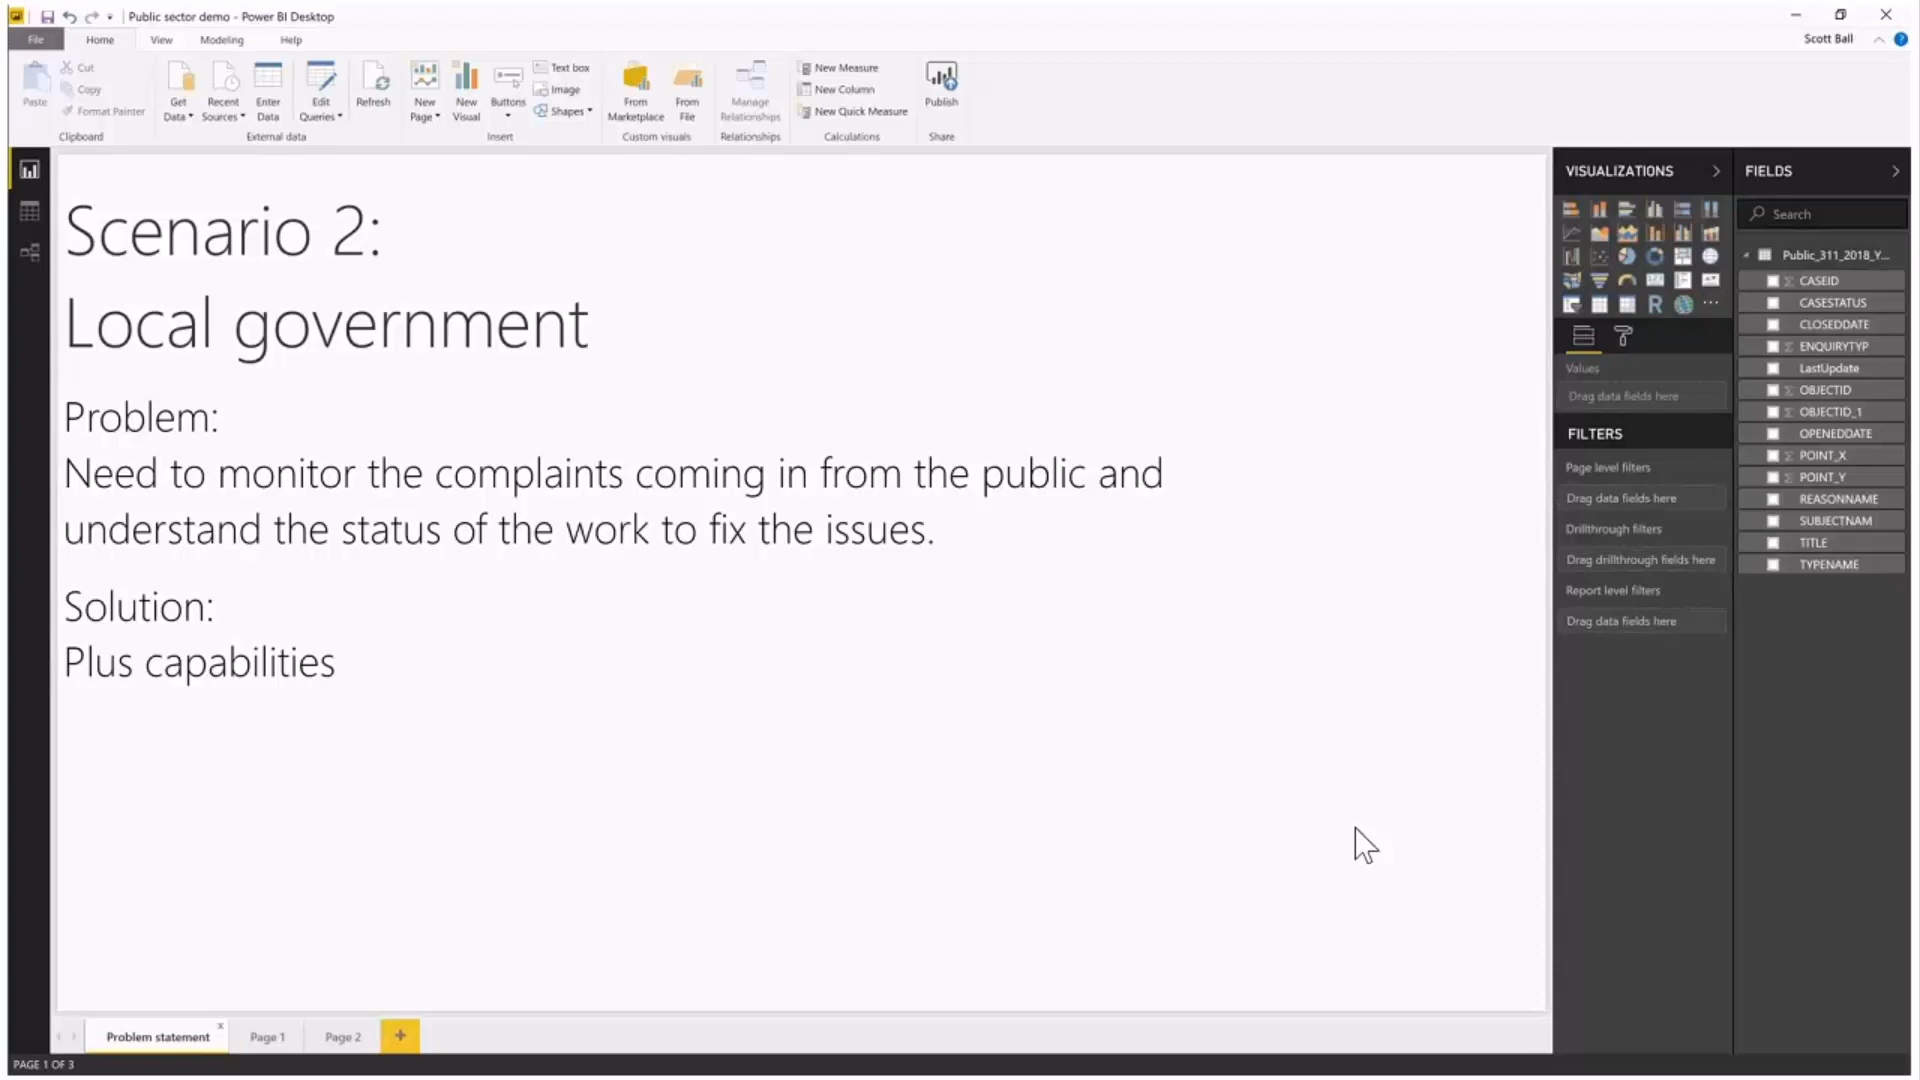 Public sector demo - Power BI Desktop
File Home View Modeling Help
Scott Ball
Paste
Cut
Copy
Format Painter
Clipboard
Get Data
Recent Sources
Enter Data
Edit Queries
Refresh
External data
New Page
New Visual
Buttons
Text box
Image
Shapes
Insert
From Marketplace
From File
Custom visuals
Manage Relationships
Relationships
New Measure
New Column
New Quick Measure
Calculations
Publish
Share
Scenario 2:
Local government
Problem:
Need to monitor the complaints coming in from the public and
understand the status of the work to fix the issues.
Solution:
Plus capabilities
VISUALIZATIONS
R
Values
Drag data fields here
FILTERS
Page level filters
Drag data fields here
Drillthrough filters
Drag drillthrough fields here
Report level filters
Drag data fields here
FIELDS
Search
Public_311_2018_Y...
CASEID
CASESTATUS
CLOSEDDATE
ENQUIRYTYP
LastUpdate
OBJECTID
OBJECTID_1
OPENEDDATE
POINT_X
POINT_Y
REASONNAME
SUBJECTNAM
TITLE
TYPENAME
Problem statement Page 1 Page 2
PAGE 1 OF 3